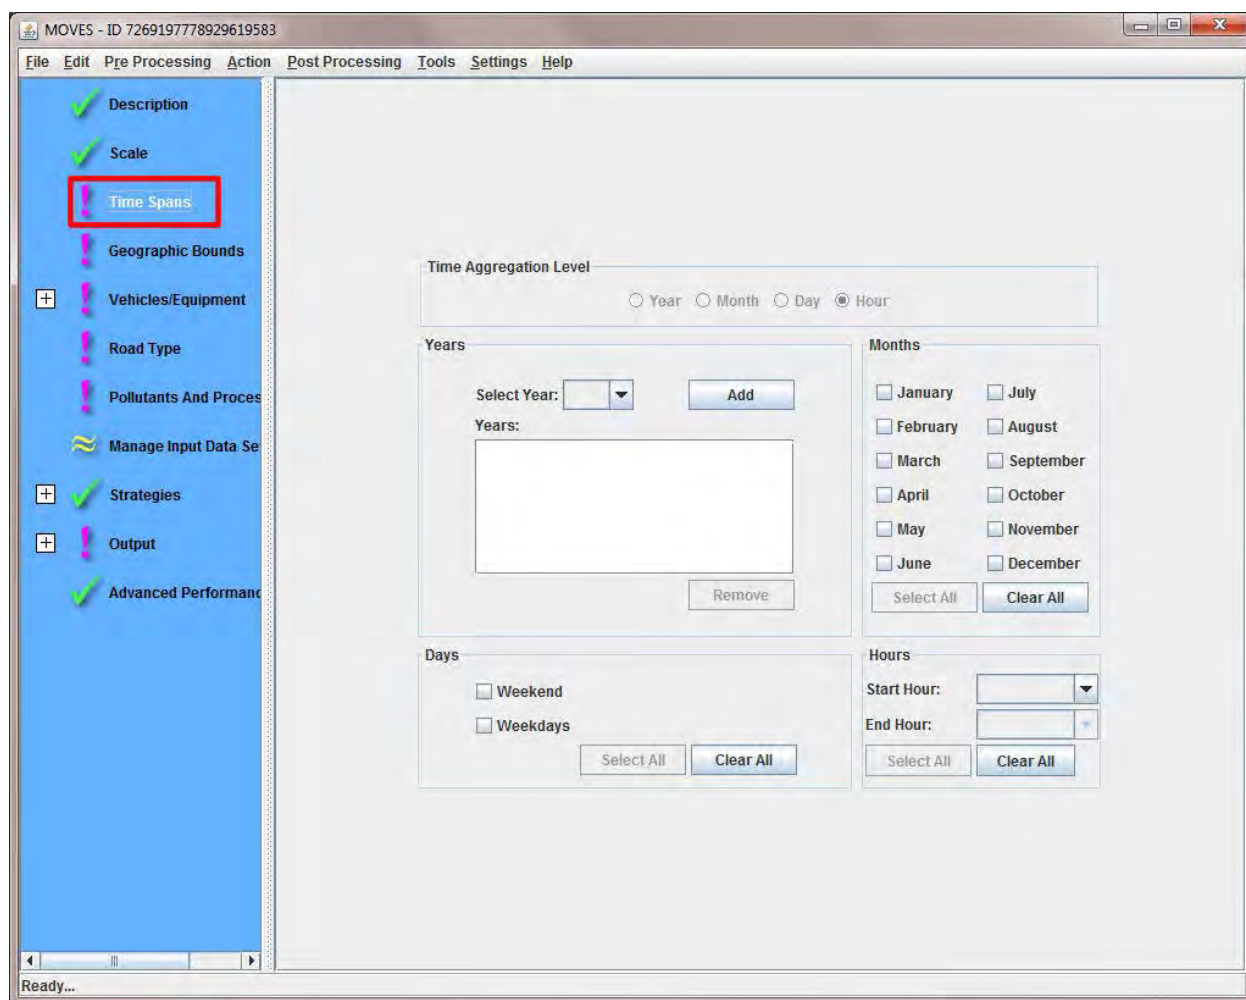 MOVES - ID 7269197778929619583
File Edit Pre Processing Action Post Processing Tools Settings Help
Description
Scale
Time Spans
Geographic Bounds
Vehicles/Equipment
Road Type
Pollutants And Proces
Manage Input Data Se
Strategies
Output
Advanced Performanc
Time Aggregation Level
Year Month Day Hour
Years
Select Year: Add
Years:
Remove
Months
January July
February August
March September
April October
May November
June December
Select All Clear All
Days
Weekend
Weekdays
Select All Clear All
Hours
Start Hour:
End Hour:
Select All Clear All
Ready...